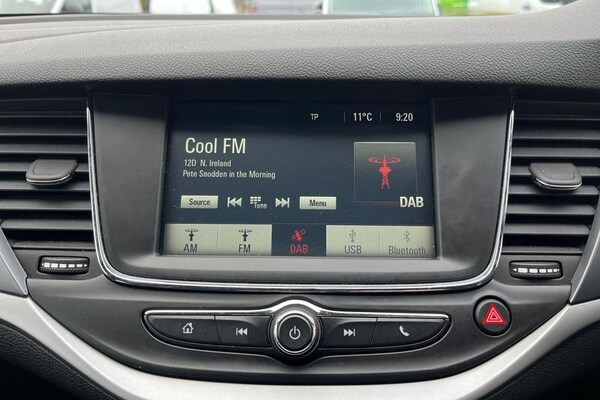 TP 11°C 9:20
Cool FM
12D N. Ireland
Pete Snodden in the Morning
Source Tune Menu
DAB
AM FM DAB USB Bluetooth